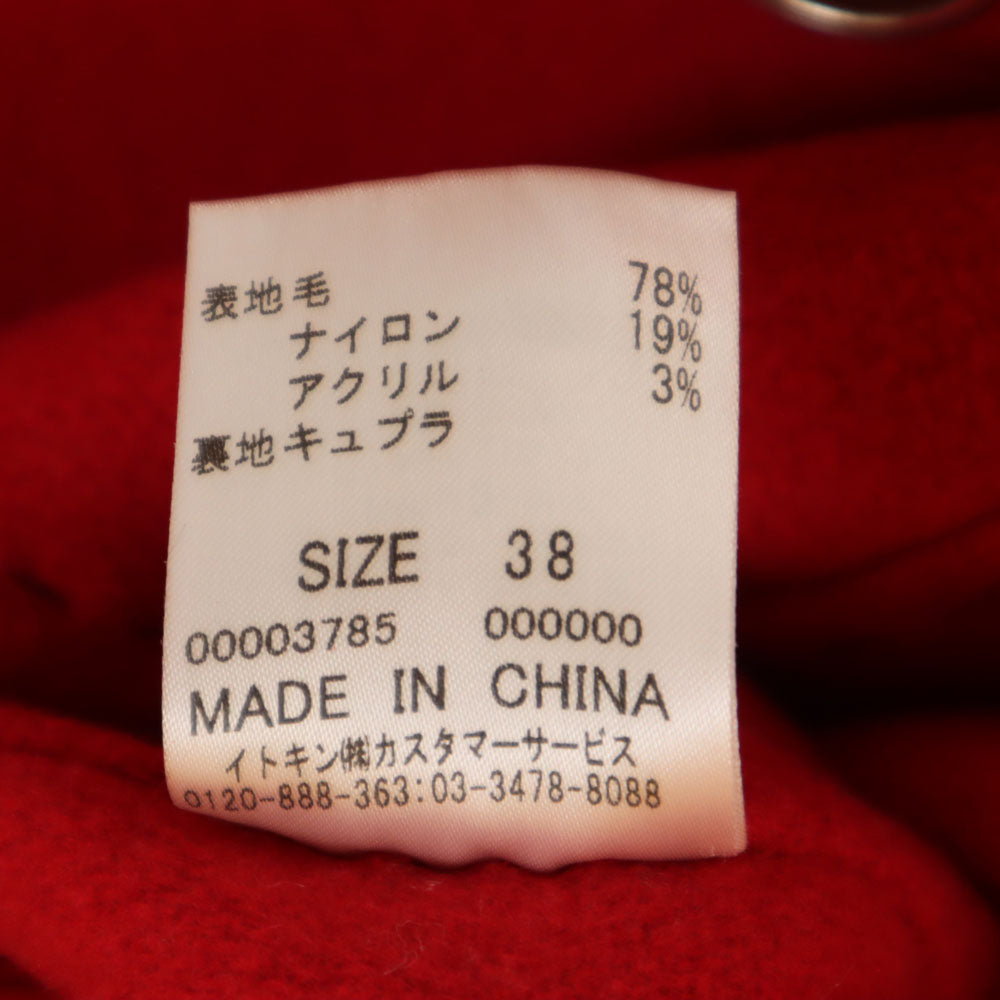 表地毛 78%
ナイロン 19%
アクリル 3%
裏地キュプラ
SIZE 38
00003785 000000
MADE IN CHINA
イトキン㈱カスタマーサービス
0120-888-363:03-3478-8088